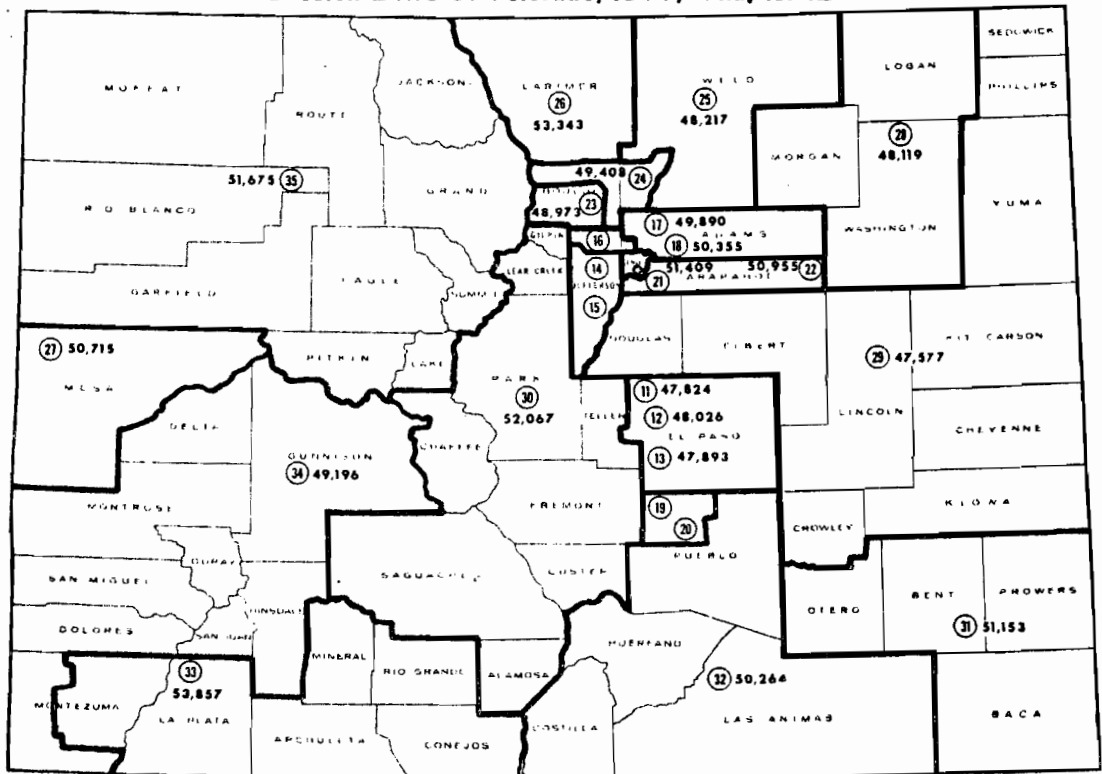 SEDGWICK
LOGAN
JACKSON
LARIMER
WELD
MOFFAT
PHILLIPS
26
25
53,343
48,217
ROUTT
28
48,119
MORGAN
49,408 24
51,675 35
GRAND
BOULDER
23
48,973
YUMA
RIO BLANCO
17 49,890
GILPIN
16
ADAMS
WASHINGTON
18 50,355
14
51,409 50,955 22
CLEAR CREEK
EAGLE
JEFFERSON
21
ARAPAHOE
GARFIELD
SUMMIT
15
DOUGLAS
ELBERT
KIT CARSON
27 50,715
29 47,577
PITKIN
LAKE
MESA
PARK
30
52,067
11 47,824
LINCOLN
12 48,026
TELLER
DELTA
EL PASO
CHEYENNE
CHAFFEE
GUNNISON
13 47,893
34 49,196
MONTROSE
FREMONT
KIOWA
19
CROWLEY
20
PUEBLO
OURAY
SAGUACHE
CUSTER
SAN MIGUEL
BENT
PROWERS
HINSDALE
OTERO
31 51,153
DOLORES
SAN JUAN
HUERFANO
MINERAL
RIO GRANDE
ALAMOSA
33
53,857
32 50,264
MONTEZUMA
LA PLATA
BACA
COSTILLA
LAS ANIMAS
ARCHULETA
CONEJOS